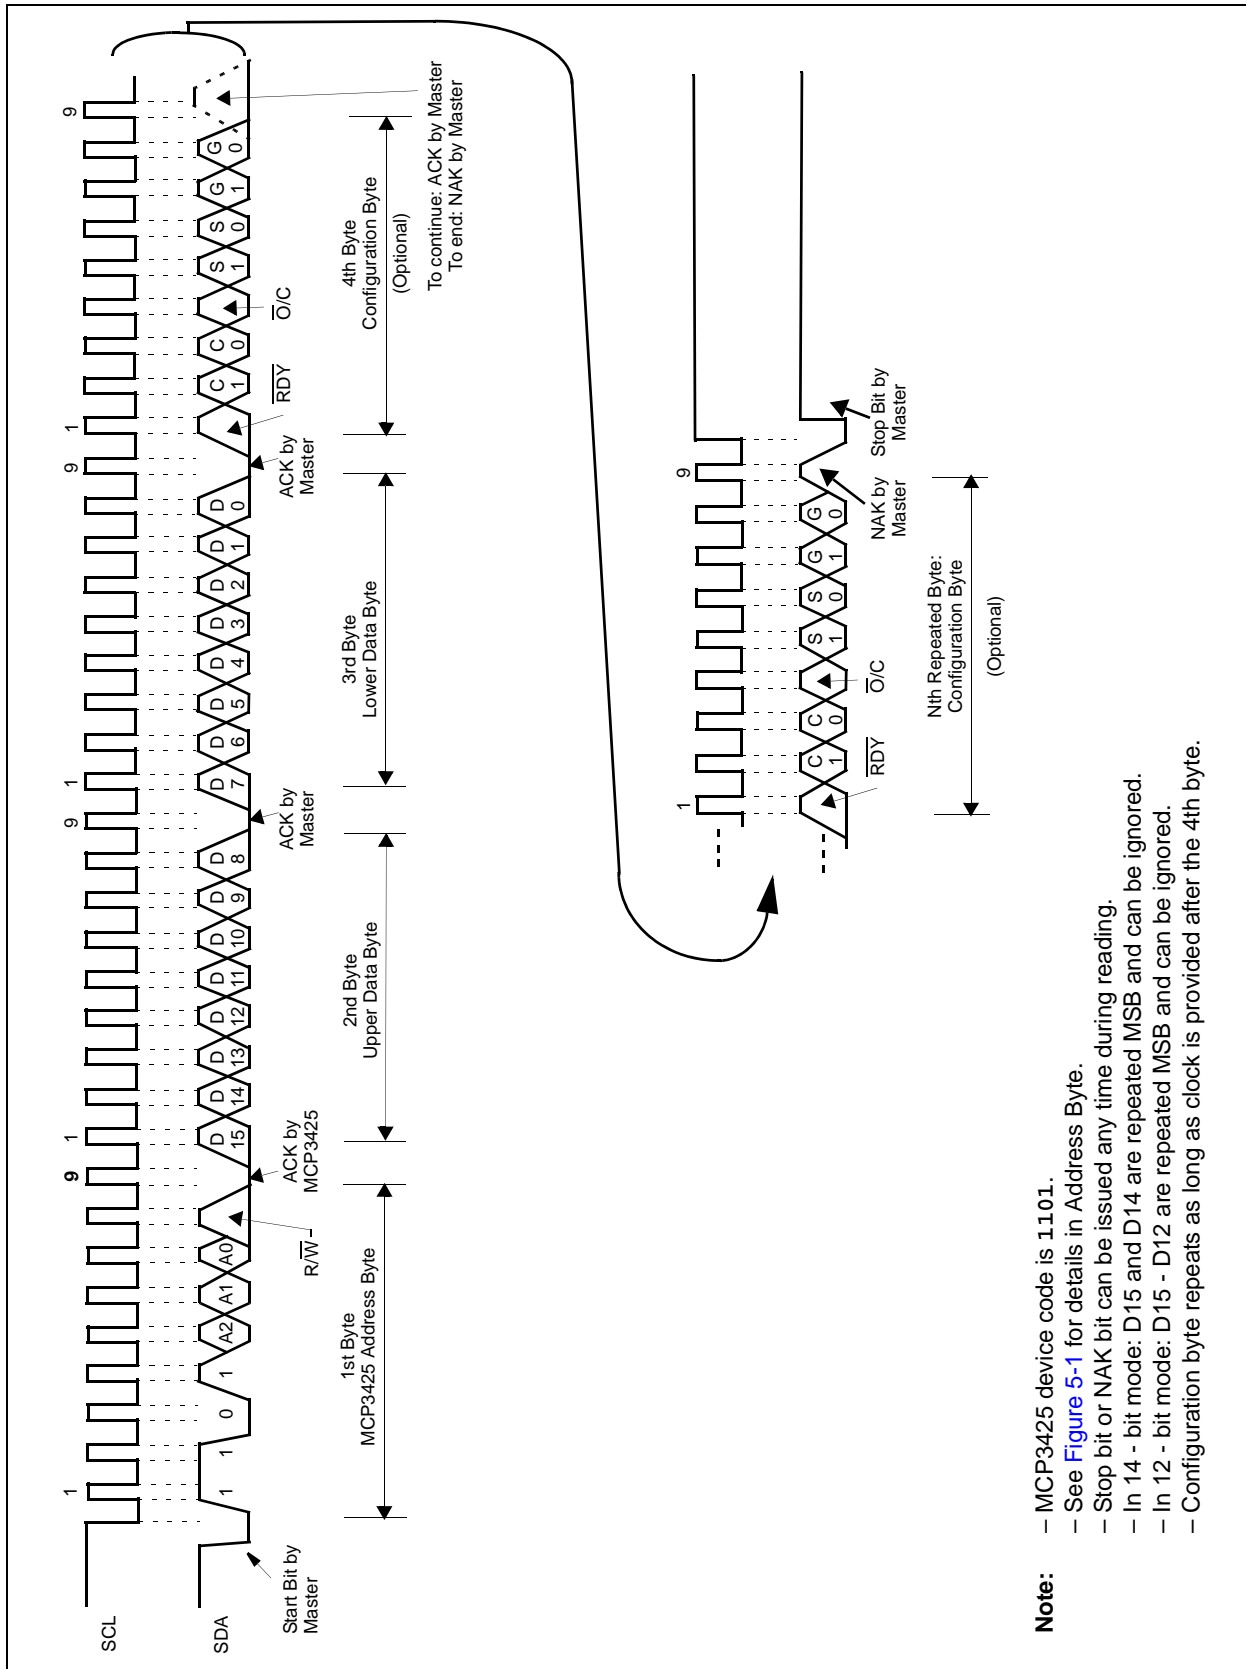 SCL
1
9
1
9
1
9
1
9
SDA
1
1
0
1
A2
A1
A0
D
15
D
14
D
13
D
12
D
11
D
10
D
9
D
8
D
7
D
6
D
5
D
4
D
3
D
2
D
1
D
0
C
1
C
0
S
1
S
0
G
1
G
0
Start Bit by
Master
R/W̅
ACK by
MCP3425
ACK by
Master
ACK by
Master
R̅D̅Y̅
O̅/C
1st Byte
MCP3425 Address Byte
2nd Byte
Upper Data Byte
3rd Byte
Lower Data Byte
4th Byte
Configuration Byte
(Optional)
To continue: ACK by Master
To end: NAK by Master
1
9
C
1
C
0
S
1
S
0
G
1
G
0
R̅D̅Y̅
O̅/C
NAK by
Master
Stop Bit by
Master
Nth Repeated Byte:
Configuration Byte
(Optional)
Note: – MCP3425 device code is 1101.
– See Figure 5-1 for details in Address Byte.
– Stop bit or NAK bit can be issued any time during reading.
– In 14 - bit mode: D15 and D14 are repeated MSB and can be ignored.
– In 12 - bit mode: D15 - D12 are repeated MSB and can be ignored.
– Configuration byte repeats as long as clock is provided after the 4th byte.